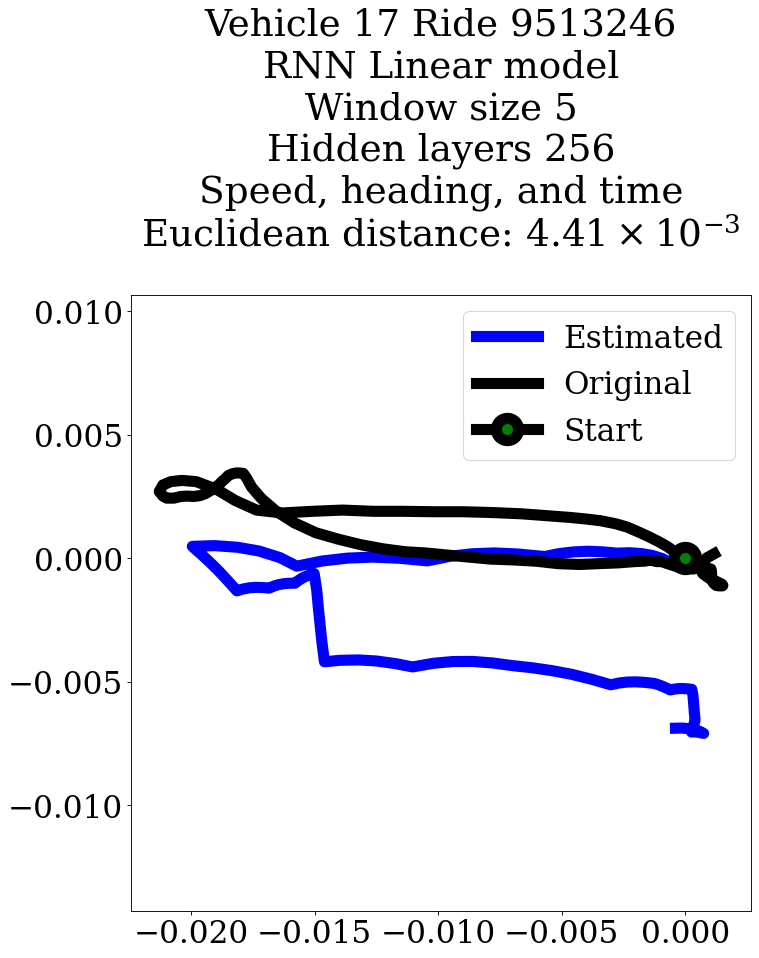 Vehicle 17 Ride 9513246
RNN Linear model
Window size 5
Hidden layers 256
Speed, heading, and time
Euclidean distance: 4.41 × 10⁻³
Estimated
Original
Start
0.010
0.005
0.000
−0.005
−0.010
−0.020 −0.015 −0.010 −0.005 0.000